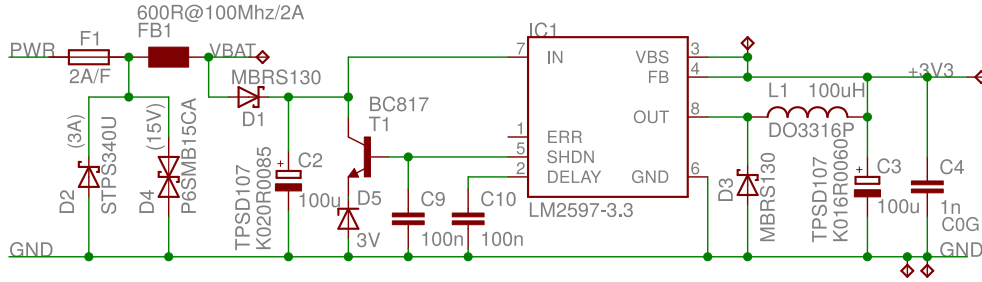 600R@100Mhz/2A
F1
FB1
IC1
PWR
VBAT
7
IN
VBS
3
2A/F
FB
4
+3V3
MBRS130
L1
100uH
(3A)
(15V)
D1
BC817
T1
OUT
8
STPS340U
P6SMB15CA
1
ERR
DO3316P
C2
5
SHDN
C3
C4
TPSD107
K020R0085
D5
C9
C10
2
DELAY
GND
6
D3
MBRS130
TPSD107
K016R0060
D2
D4
100u
100u
1n
C0G
LM2597-3.3
3V
100n
100n
GND
GND